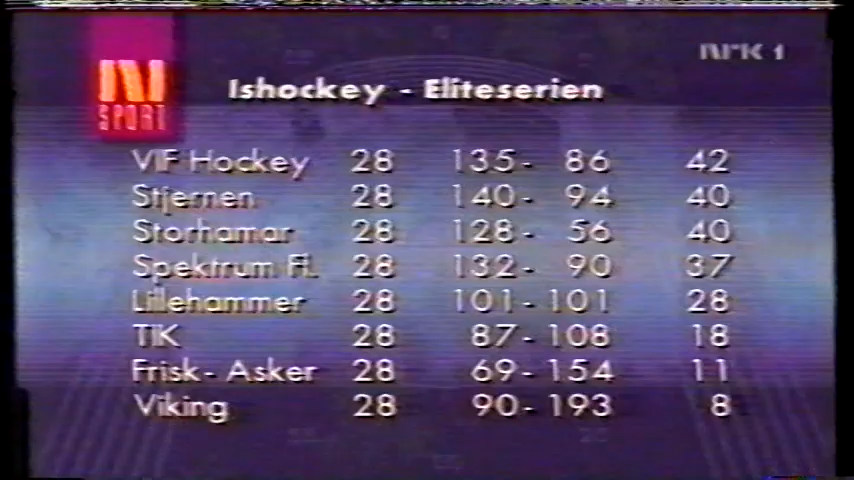 NRK 1
SPORT
Ishockey - Eliteserien
VIF Hockey 28 135- 86 42
Stjernen 28 140- 94 40
Storhamar 28 128- 56 40
Spektrum Fl. 28 132- 90 37
Lillehammer 28 101- 101 28
TIK 28 87- 108 18
Frisk- Asker 28 69- 154 11
Viking 28 90- 193 8